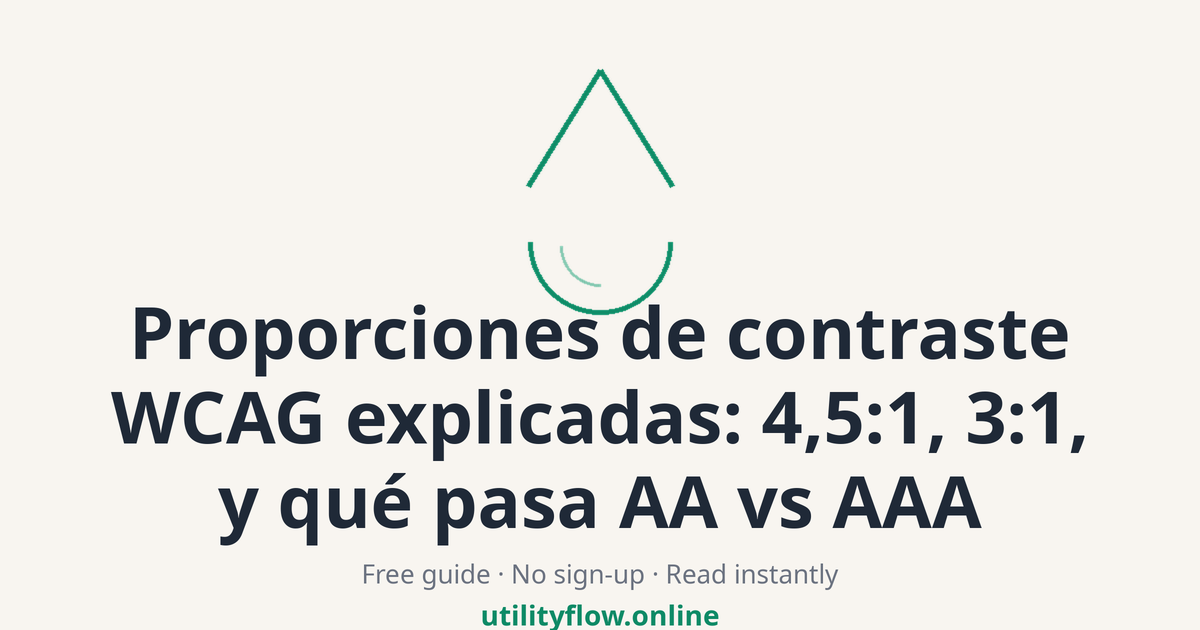 Proporciones de contraste
WCAG explicadas: 4,5:1, 3:1,
y qué pasa AA vs AAA
Free guide · No sign-up · Read instantly
utilityflow.online